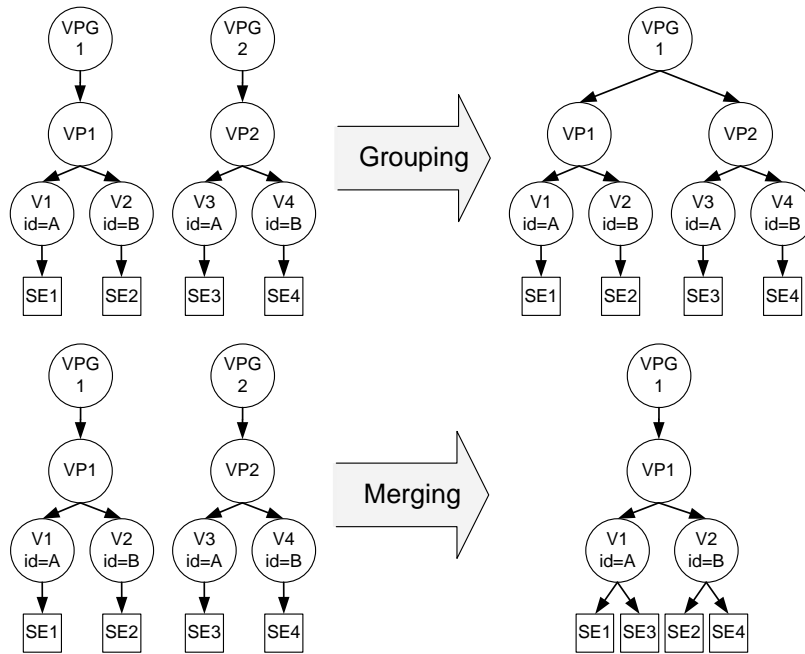 VPG
1
VPG
2
VPG
1
VP1
VP2
Grouping
VP1
VP2
V1
id=A
V2
id=B
V3
id=A
V4
id=B
V1
id=A
V2
id=B
V3
id=A
V4
id=B
SE1
SE2
SE3
SE4
SE1
SE2
SE3
SE4
VPG
1
VPG
2
VPG
1
VP1
VP2
Merging
VP1
V1
id=A
V2
id=B
V3
id=A
V4
id=B
V1
id=A
V2
id=B
SE1
SE2
SE3
SE4
SE1
SE3
SE2
SE4